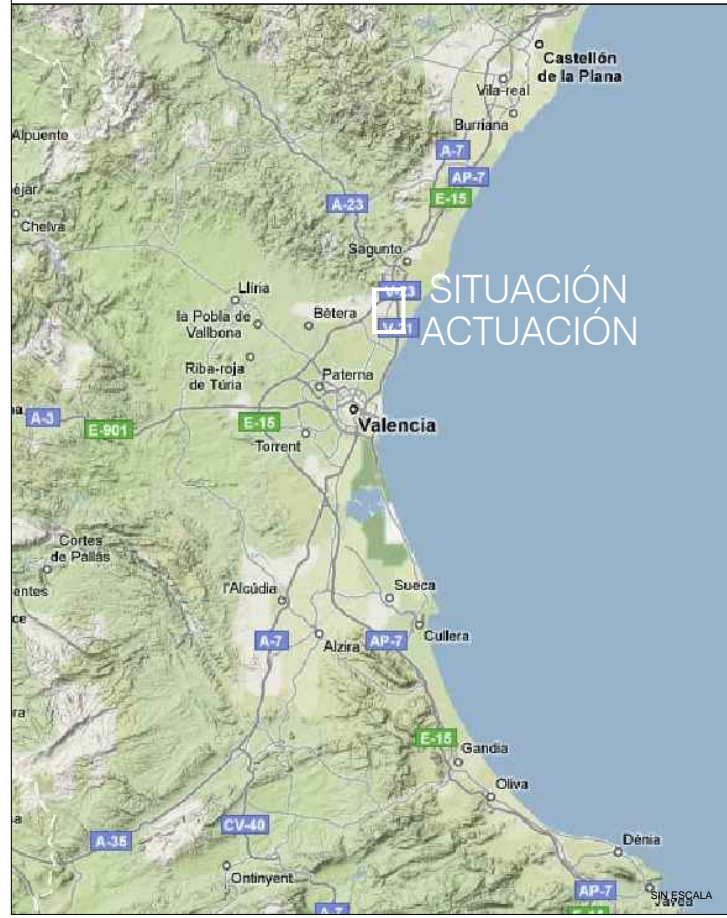 Castellón
de la Plana
Vila-real
Burriana
Alpuente
A-7
AP-7
E-15
A-23
Chelva
Sagunto
SITUACIÓN
ACTUACIÓN
Llíria
Bétera
la Pobla de
Vallbona
Riba-roja
de Túria
Paterna
A-3
E-901
E-15
Valencia
Torrent
Cortes
de Pallás
entes
l'Alcúdia
Sueca
Cullera
A-7
Alzira
AP-7
E-15
Gandia
Oliva
CV-40
A-35
Dénia
Ontinyent
AP-7
SIN ESCALA
A-7